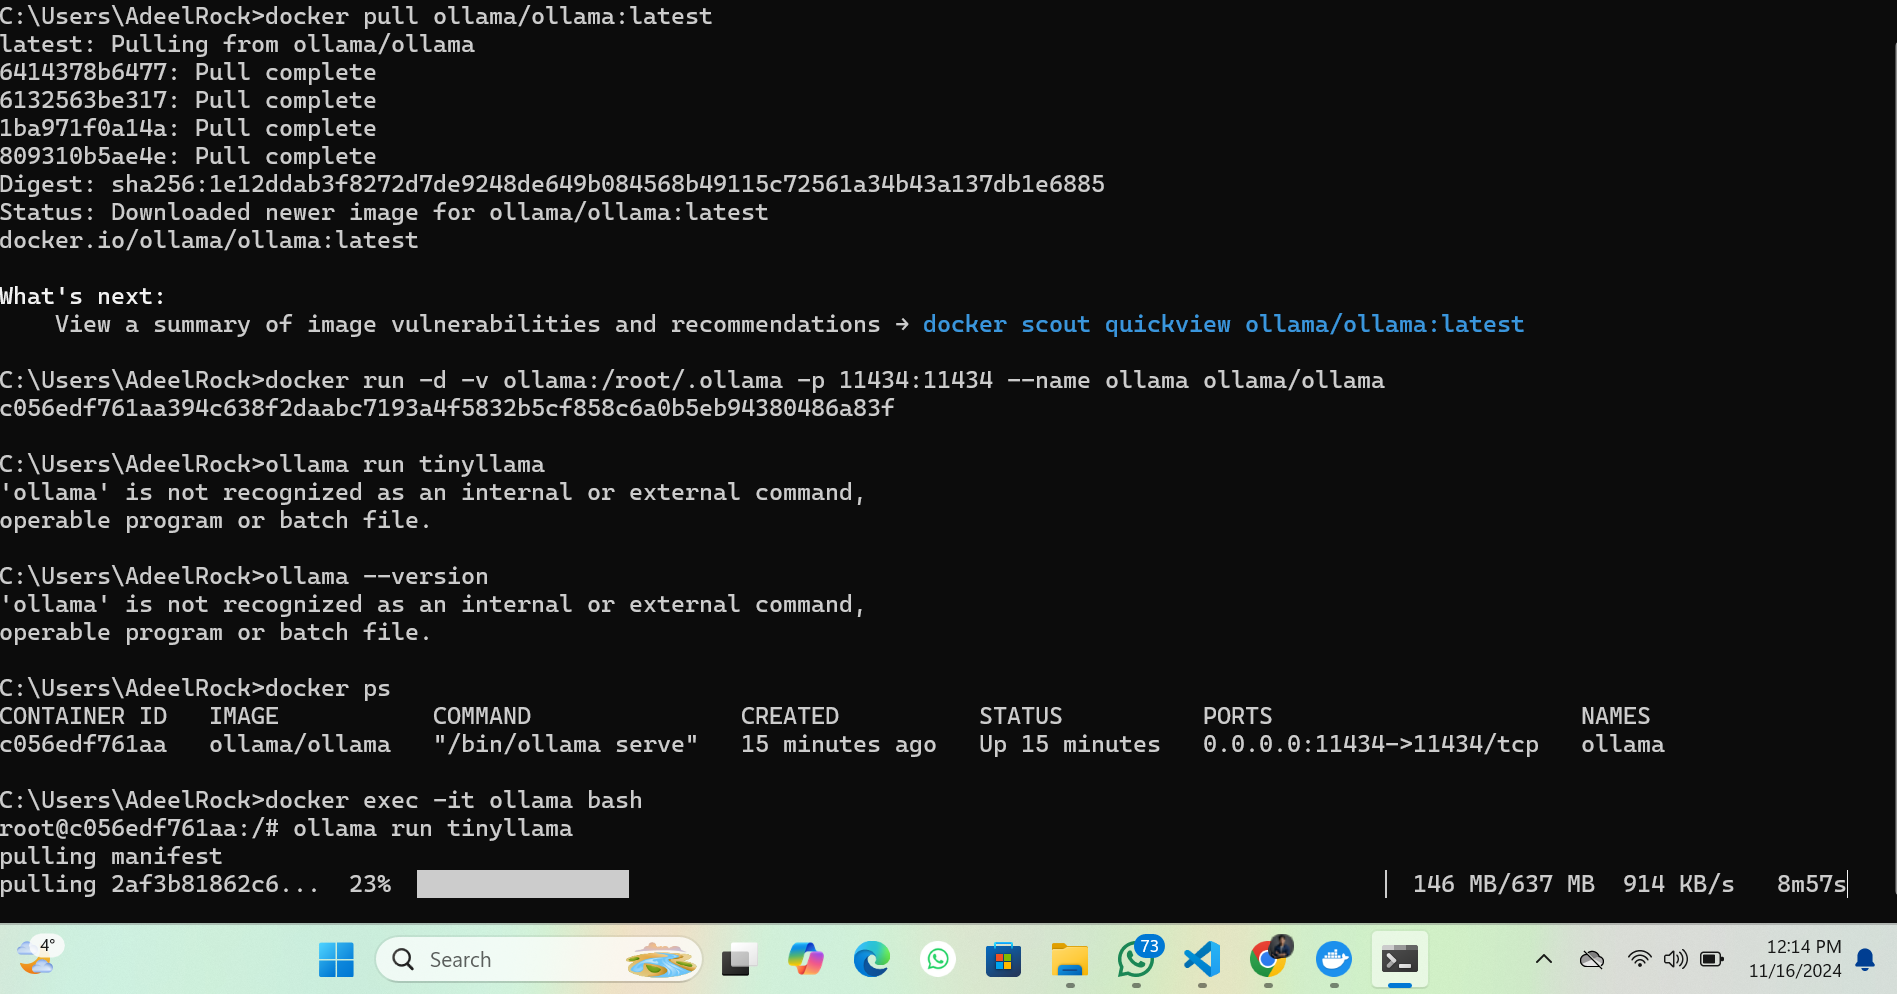 C:\Users\AdeelRock>docker pull ollama/ollama:latest
latest: Pulling from ollama/ollama
6414378b6477: Pull complete
6132563be317: Pull complete
1ba971f0a14a: Pull complete
809310b5ae4e: Pull complete
Digest: sha256:1e12ddab3f8272d7de9248de649b084568b49115c72561a34b43a137db1e6885
Status: Downloaded newer image for ollama/ollama:latest
docker.io/ollama/ollama:latest
What's next:
    View a summary of image vulnerabilities and recommendations → docker scout quickview ollama/ollama:latest
C:\Users\AdeelRock>docker run -d -v ollama:/root/.ollama -p 11434:11434 --name ollama ollama/ollama
c056edf761aa394c638f2daabc7193a4f5832b5cf858c6a0b5eb94380486a83f
C:\Users\AdeelRock>ollama run tinyllama
'ollama' is not recognized as an internal or external command,
operable program or batch file.
C:\Users\AdeelRock>ollama --version
'ollama' is not recognized as an internal or external command,
operable program or batch file.
C:\Users\AdeelRock>docker ps
CONTAINER ID   IMAGE           COMMAND               CREATED          STATUS          PORTS                      NAMES
c056edf761aa   ollama/ollama   "/bin/ollama serve"   15 minutes ago   Up 15 minutes   0.0.0.0:11434->11434/tcp   ollama
C:\Users\AdeelRock>docker exec -it ollama bash
root@c056edf761aa:/# ollama run tinyllama
pulling manifest
pulling 2af3b81862c6...  23% 146 MB/637 MB  914 KB/s   8m57s
4°
Search
73
12:14 PM
11/16/2024